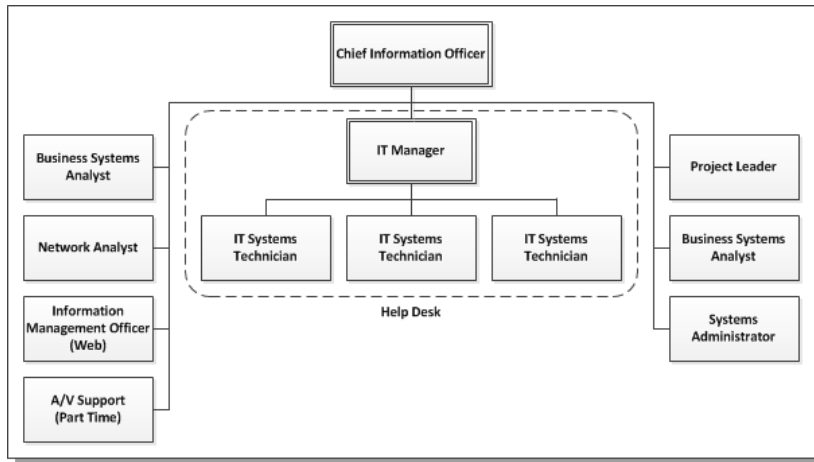 Chief Information Officer
IT Manager
Business Systems
Analyst
Project Leader
IT Systems
Technician
IT Systems
Technician
IT Systems
Technician
Network Analyst
Business Systems
Analyst
Help Desk
Information
Management Officer
(Web)
Systems
Administrator
A/V Support
(Part Time)